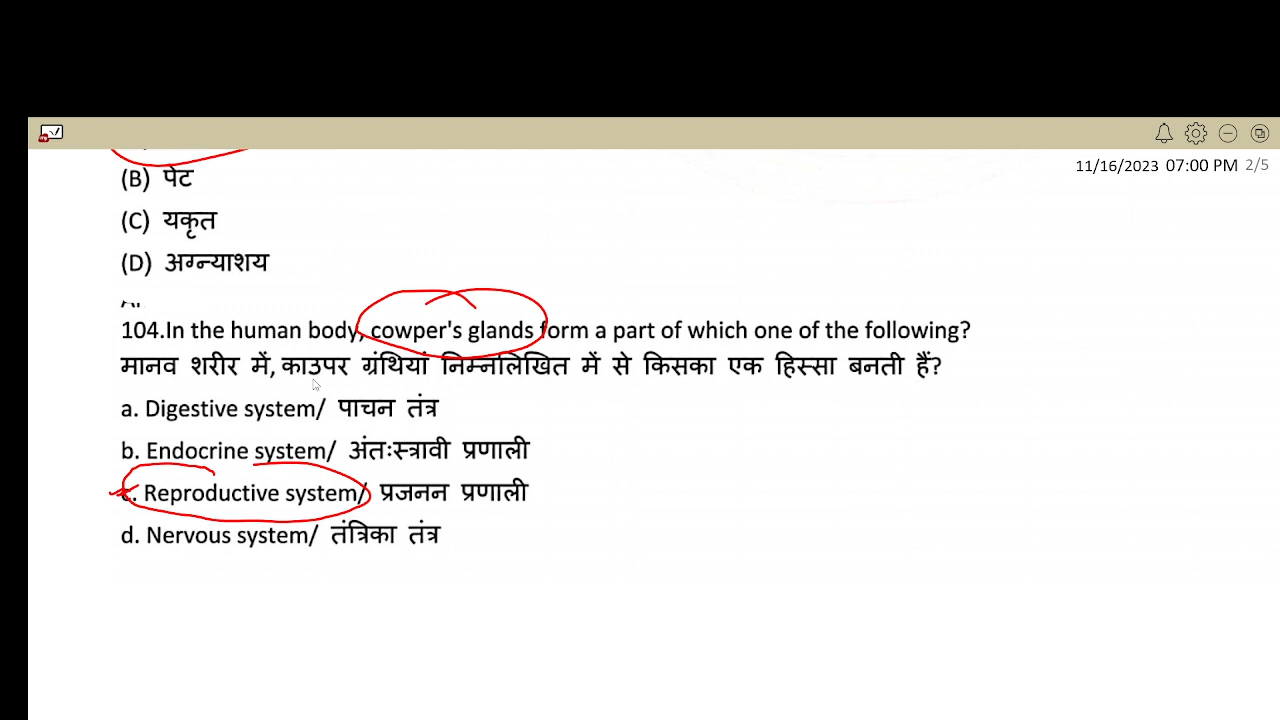 11/16/2023 07:00 PM 2/5
(B) पेट
(C) यकृत
(D) अग्न्याशय
104.In the human body, cowper's glands form a part of which one of the following?
मानव शरीर में, काउपर ग्रंथियां निम्नलिखित में से किसका एक हिस्सा बनती हैं?
a. Digestive system/ पाचन तंत्र
b. Endocrine system/ अंतःस्त्रावी प्रणाली
c. Reproductive system/ प्रजनन प्रणाली
d. Nervous system/ तंत्रिका तंत्र